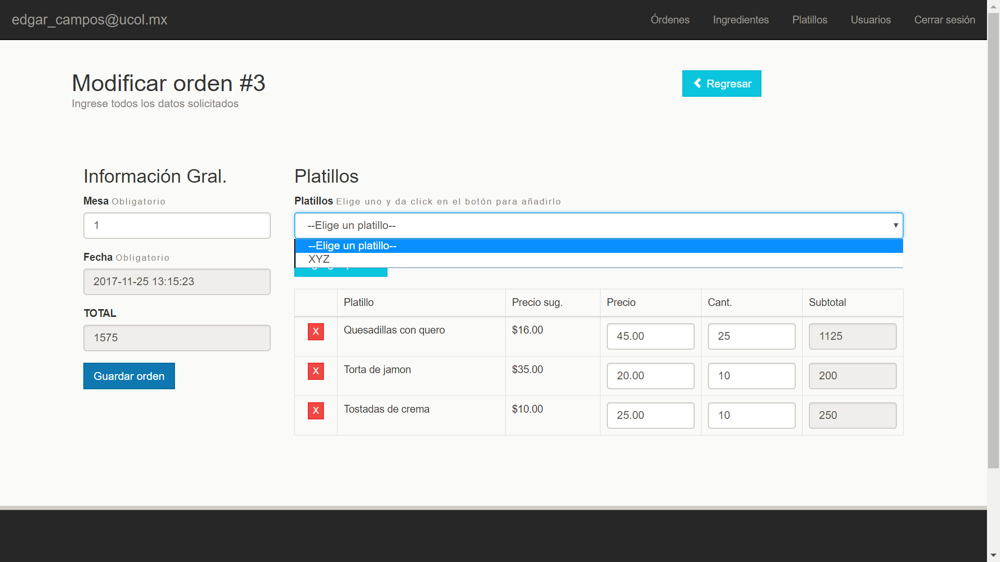 edgar_campos@ucol.mx
Órdenes Ingredientes Platillos Usuarios Cerrar sesión
Modificar orden #3
Ingrese todos los datos solicitados
Regresar
Información Gral.
Mesa Obligatorio
1
Fecha Obligatorio
2017-11-25 13:15:23
TOTAL
1575
Guardar orden
Platillos
Platillos Elige uno y da click en el botón para añadirlo
--Elige un platillo--
--Elige un platillo--
XYZ
Platillo Precio sug. Precio Cant. Subtotal
X Quesadillas con quero $16.00 45.00 25 1125
X Torta de jamon $35.00 20.00 10 200
X Tostadas de crema $10.00 25.00 10 250